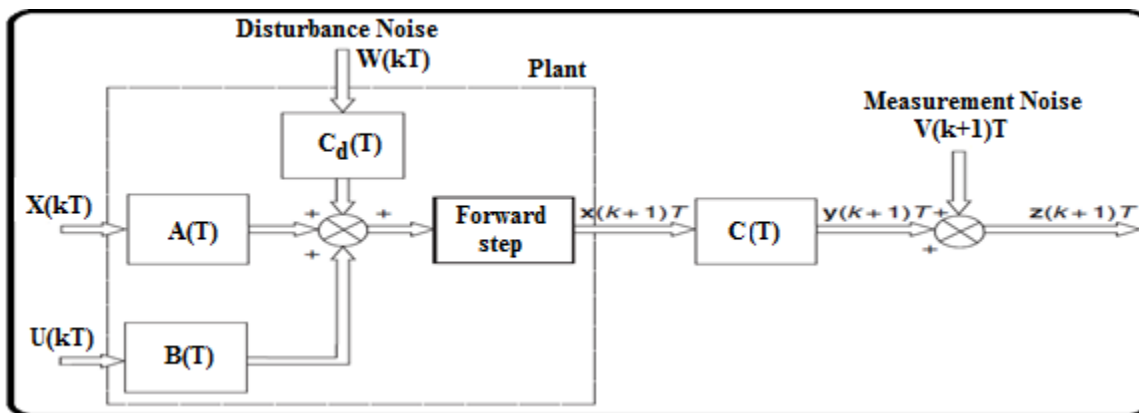 Disturbance Noise
W(kT)
Plant
Measurement Noise
V(k+1)T
C_d(T)
X(kT)
A(T)
+
+
+
Forward
step
x(k+1)T
C(T)
y(k+1)T+
z(k+1)T
+
U(kT)
B(T)